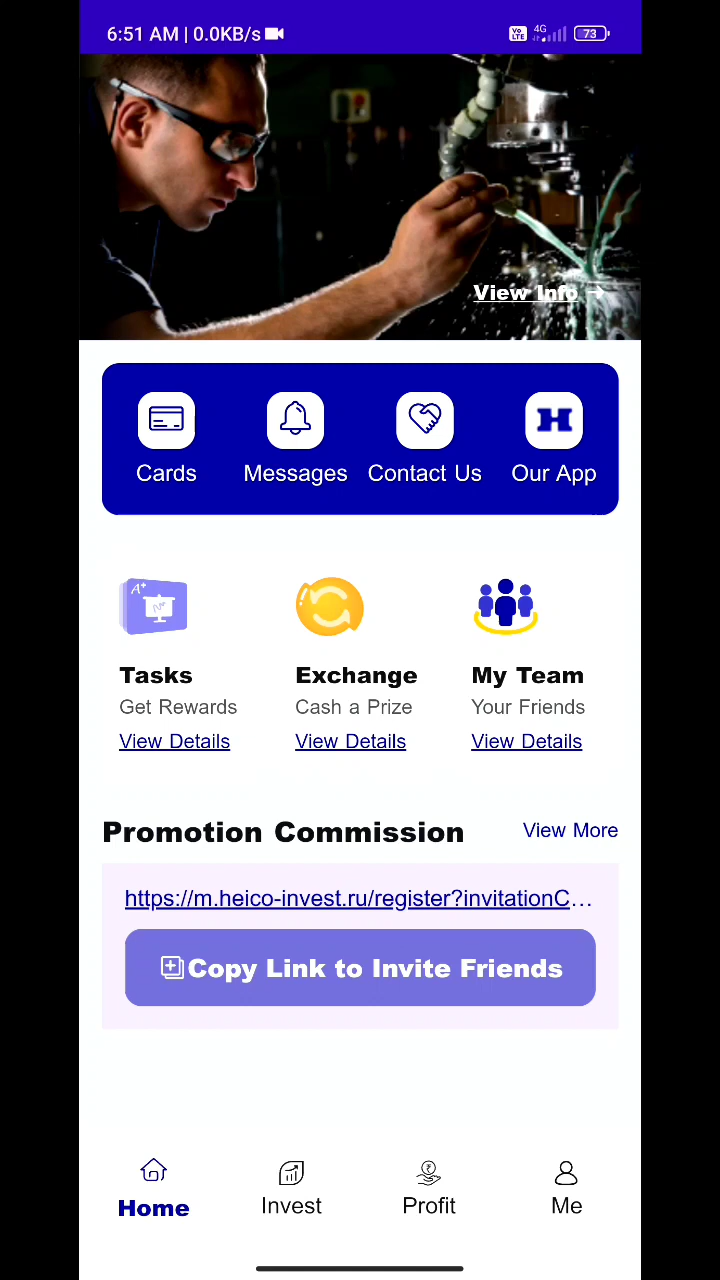 6:51 AM | 0.0KB/s
Vo LTE 4G 73
View Info →
Cards Messages Contact Us Our App
H
A+
Tasks Exchange My Team
Get Rewards Cash a Prize Your Friends
View Details View Details View Details
Promotion Commission View More
https://m.heico-invest.ru/register?invitationC...
Copy Link to Invite Friends
₹
Home Invest Profit Me